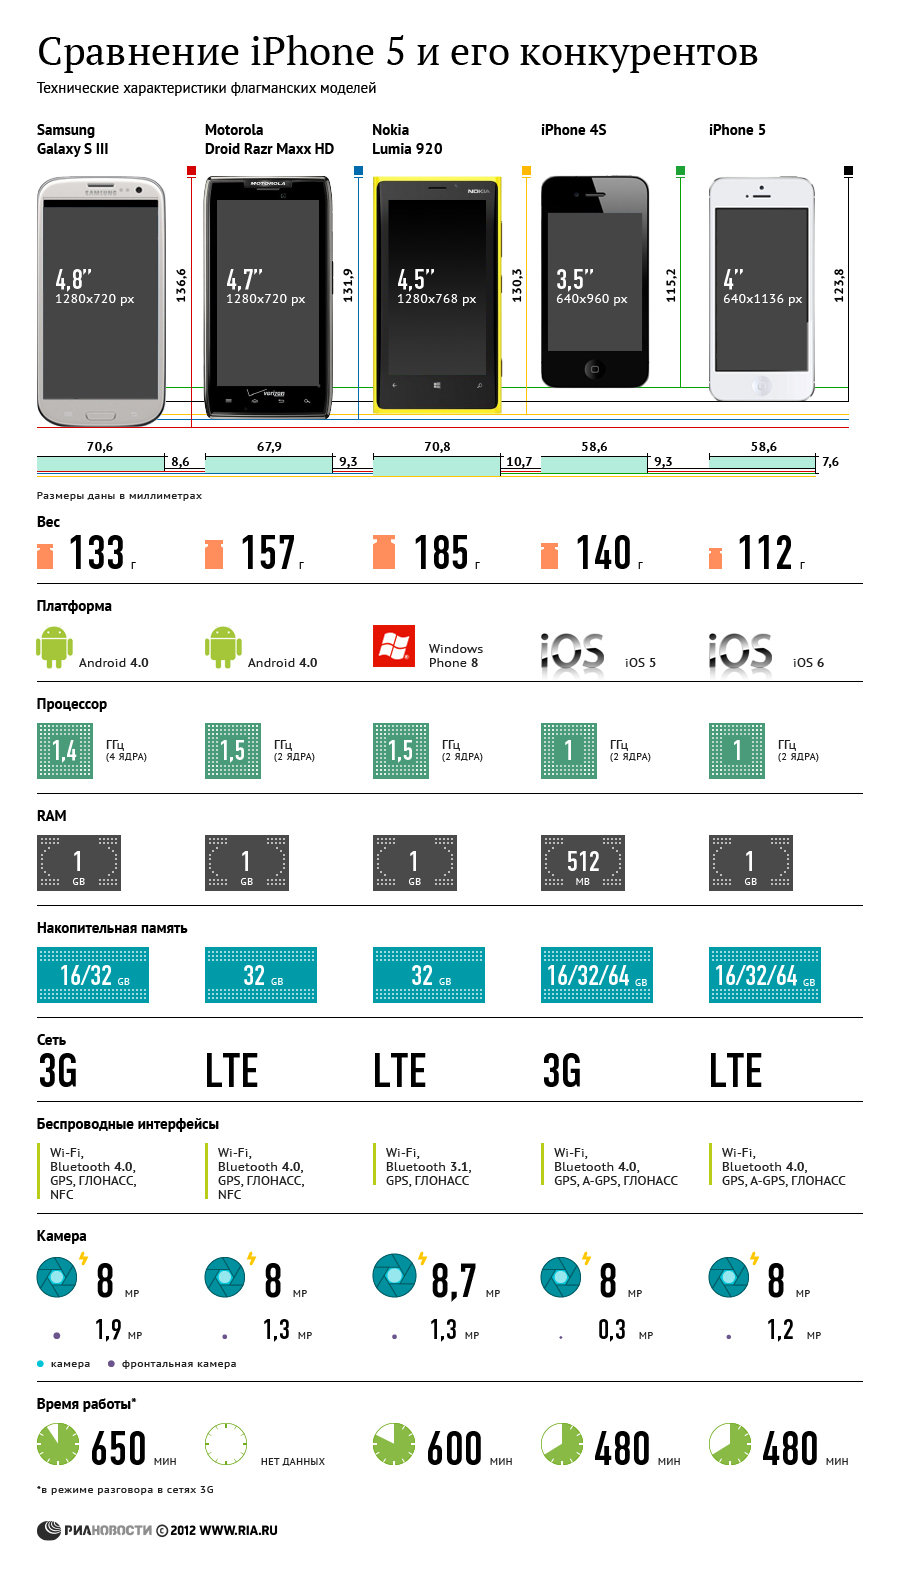 Сравнение iPhone 5 и его конкурентов
Технические характеристики флагманских моделей
Samsung
Galaxy S III
Motorola
Droid Razr Maxx HD
Nokia
Lumia 920
iPhone 4S
iPhone 5
SAMSUNG
MOTOROLA
NOKIA
4,8”
1280x720 px
4,7”
1280x720 px
4,5”
1280x768 px
3,5”
640x960 px
4”
640x1136 px
136,6
131,9
130,3
115,2
123,8
verizon
70,6
67,9
70,8
58,6
58,6
8,6
9,3
10,7
9,3
7,6
Размеры даны в миллиметрах
Вес
133 г
157 г
185 г
140 г
112 г
Платформа
Android 4.0
Android 4.0
Windows
Phone 8
iOS
iOS 5
iOS
iOS 6
Процессор
1,4 ГГц
(4 ЯДРА)
1,5 ГГц
(2 ЯДРА)
1,5 ГГц
(2 ЯДРА)
1 ГГц
(2 ЯДРА)
1 ГГц
(2 ЯДРА)
RAM
1
GB
1
GB
1
GB
512
MB
1
GB
Накопительная память
16/32 GB
32 GB
32 GB
16/32/64 GB
16/32/64 GB
Сеть
3G
LTE
LTE
3G
LTE
Беспроводные интерфейсы
Wi-Fi,
Bluetooth 4.0,
GPS, ГЛОНАСС,
NFC
Wi-Fi,
Bluetooth 4.0,
GPS, ГЛОНАСС,
NFC
Wi-Fi,
Bluetooth 3.1,
GPS, ГЛОНАСС
Wi-Fi,
Bluetooth 4.0,
GPS, A-GPS, ГЛОНАСС
Wi-Fi,
Bluetooth 4.0,
GPS, A-GPS, ГЛОНАСС
Камера
8 MP
8 MP
8,7 MP
8 MP
8 MP
1,9 MP
1,3 MP
1,3 MP
0,3 MP
1,2 MP
камера
фронтальная камера
Время работы*
650 МИН
НЕТ ДАННЫХ
600 МИН
480 МИН
480 МИН
*в режиме разговора в сетях 3G
РИАНОВОСТИ © 2012 WWW.RIA.RU